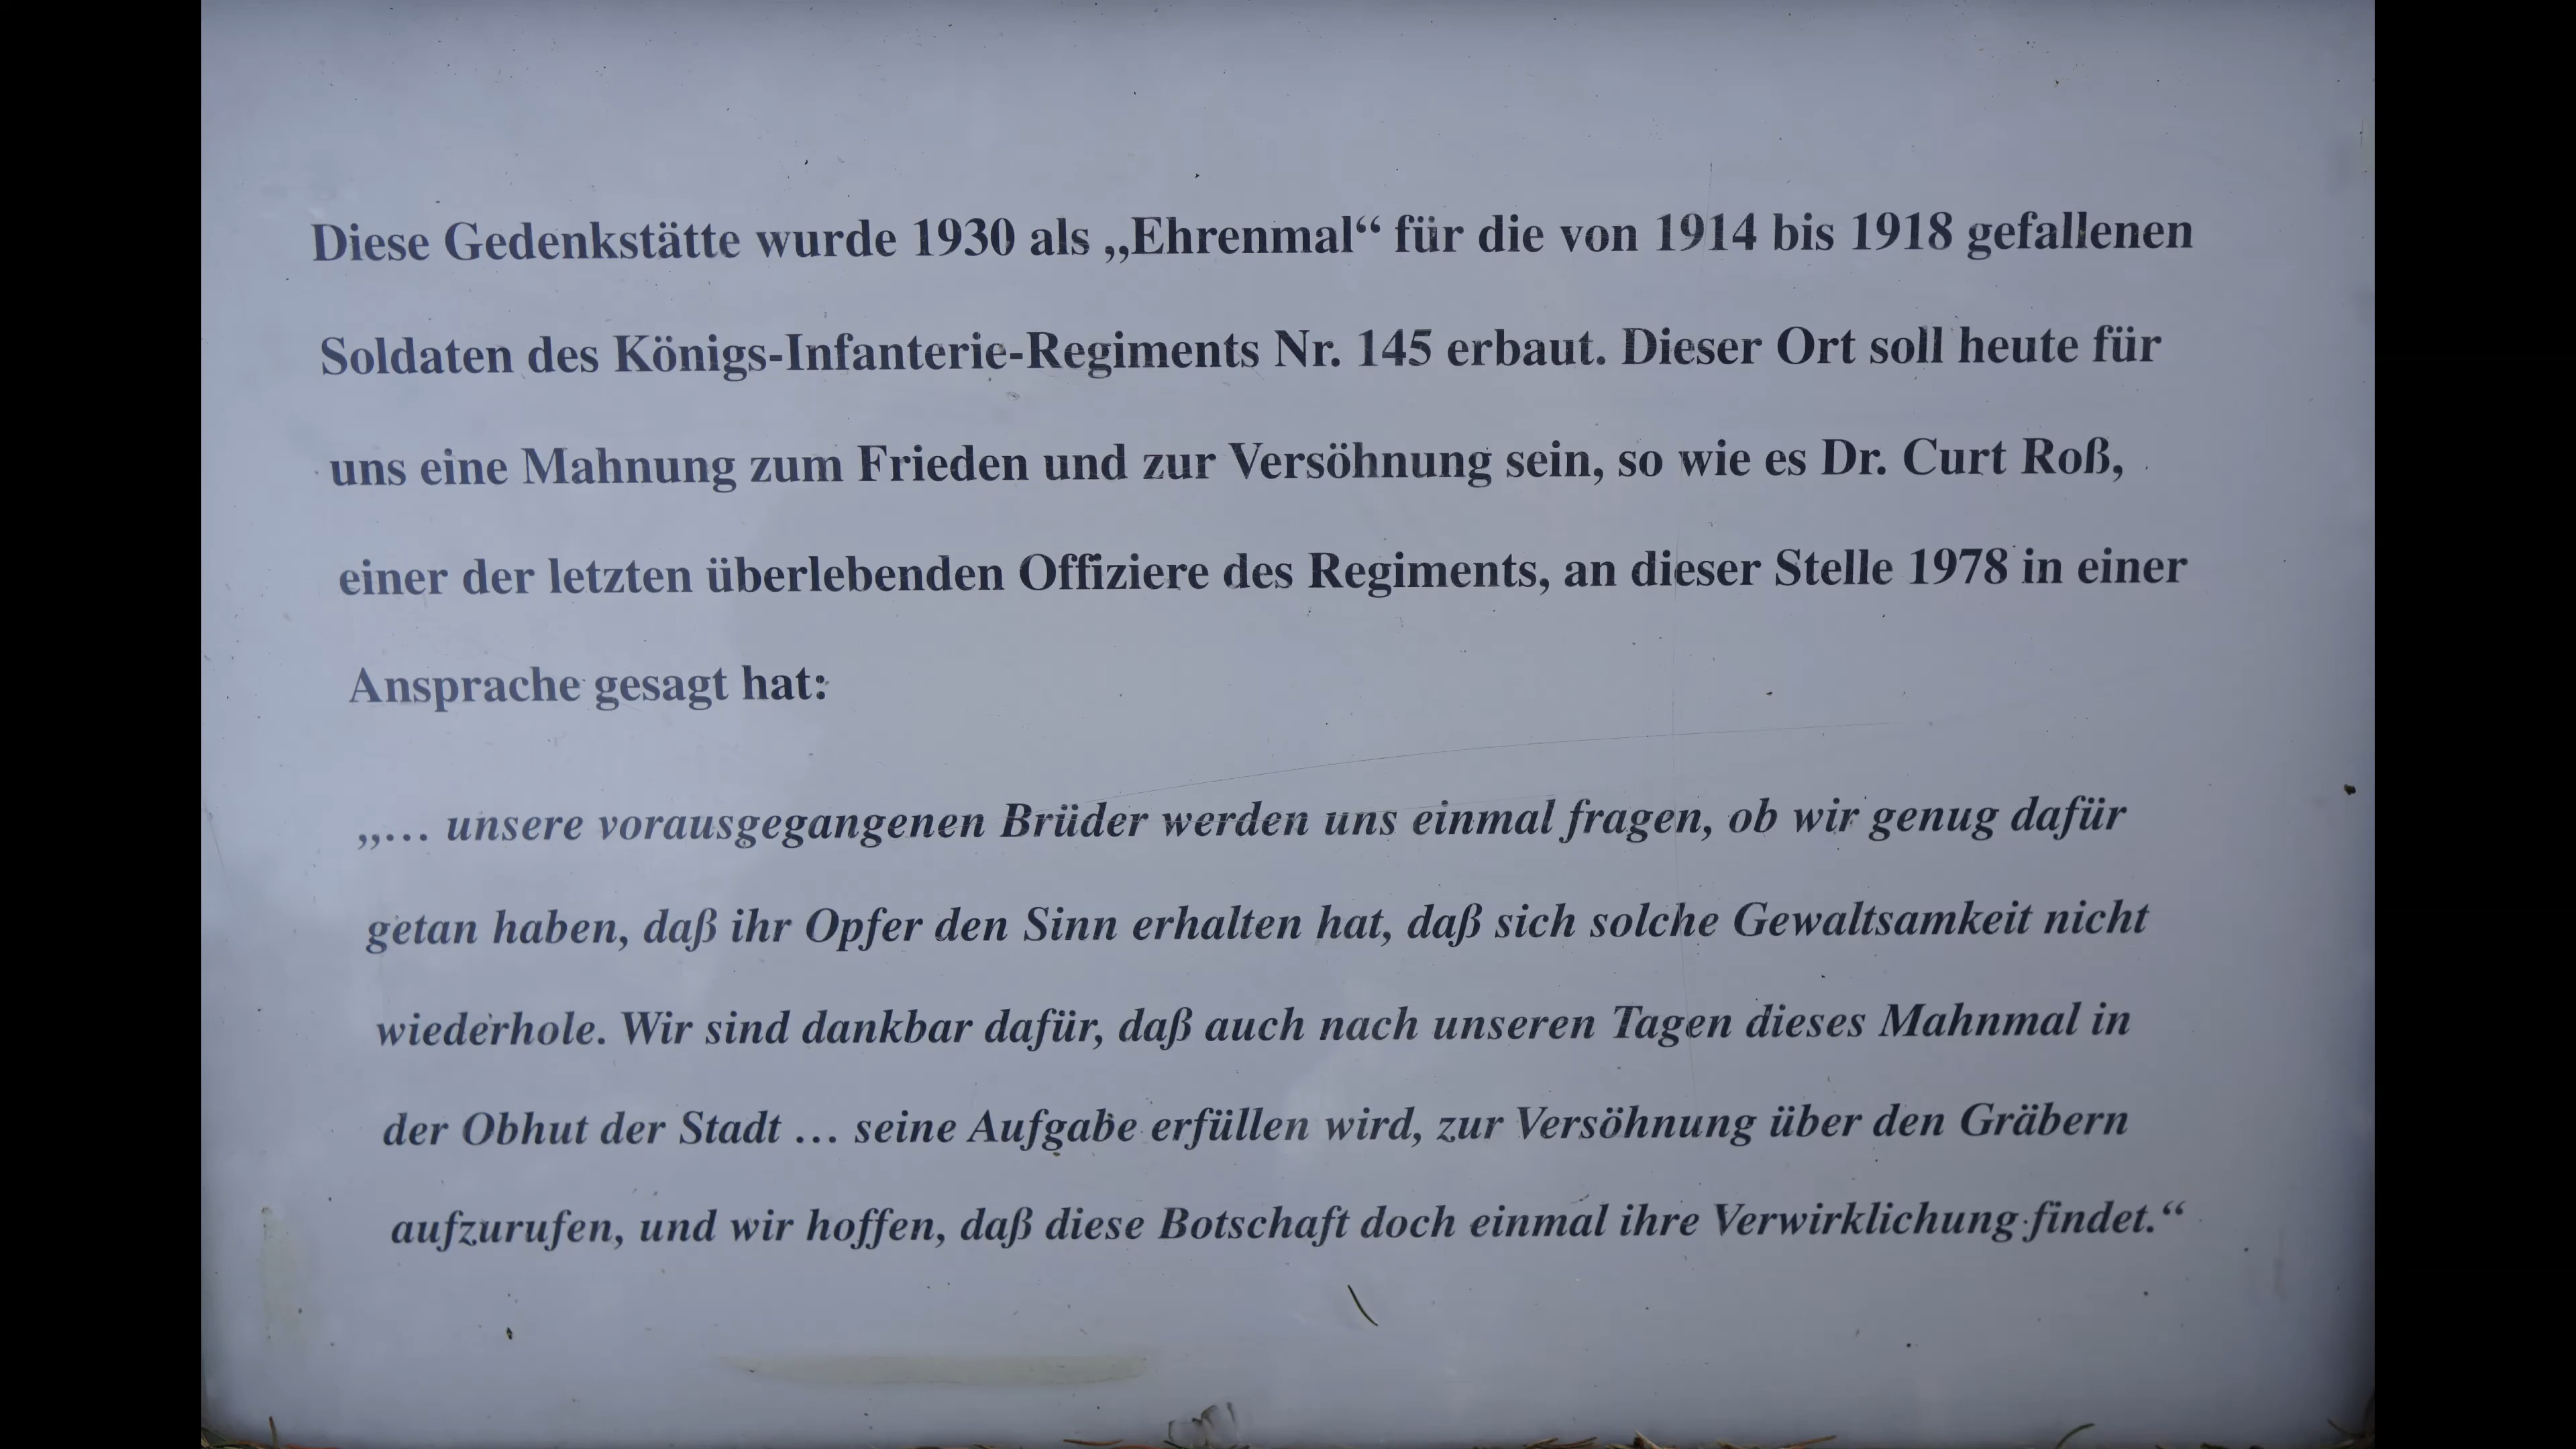 Diese Gedenkstätte wurde 1930 als „Ehrenmal“ für die von 1914 bis 1918 gefallenen
Soldaten des Königs-Infanterie-Regiments Nr. 145 erbaut. Dieser Ort soll heute für
uns eine Mahnung zum Frieden und zur Versöhnung sein, so wie es Dr. Curt Roß,
einer der letzten überlebenden Offiziere des Regiments, an dieser Stelle 1978 in einer
Ansprache gesagt hat:
„… unsere vorausgegangenen Brüder werden uns einmal fragen, ob wir genug dafür
getan haben, daß ihr Opfer den Sinn erhalten hat, daß sich solche Gewaltsamkeit nicht
wiederhole. Wir sind dankbar dafür, daß auch nach unseren Tagen dieses Mahnmal in
der Obhut der Stadt … seine Aufgabe erfüllen wird, zur Versöhnung über den Gräbern
aufzurufen, und wir hoffen, daß diese Botschaft doch einmal ihre Verwirklichung findet.“